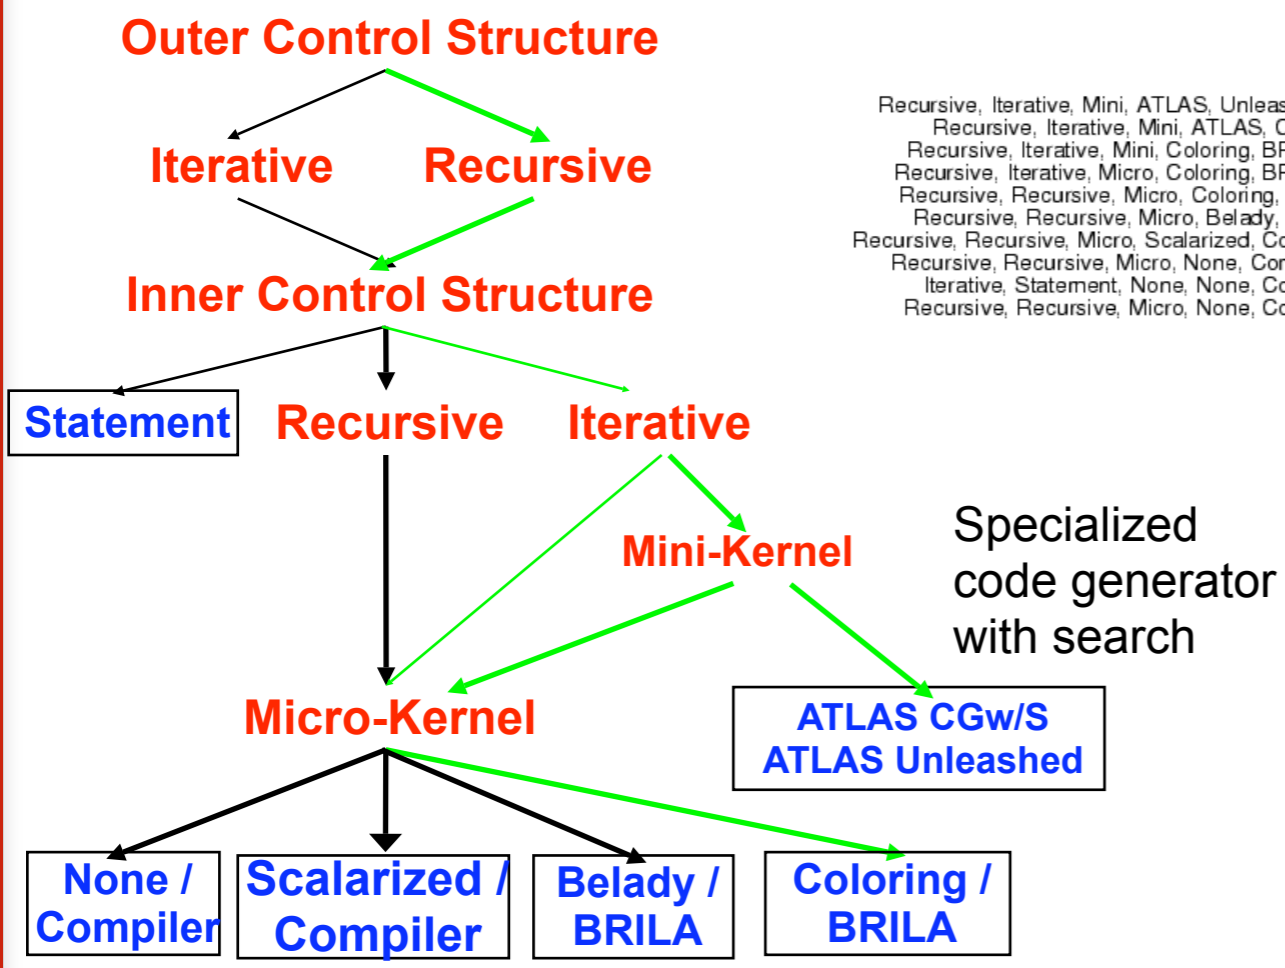 Outer Control Structure
Iterative
Recursive
Inner Control Structure
Statement
Recursive
Iterative
Mini-Kernel
Micro-Kernel
ATLAS CGw/S
ATLAS Unleashed
None /
Compiler
Scalarized /
Compiler
Belady /
BRILA
Coloring /
BRILA
Recursive, Iterative, Mini, ATLAS,
Recursive, Iterative, Mini, ATLAS,
Recursive, Iterative, Mini, Coloring,
Recursive, Iterative, Micro, Coloring,
Recursive, Recursive, Micro, Coloring,
Recursive, Recursive, Micro, Belady,
Recursive, Recursive, Micro, Scalarized,
Recursive, Recursive, Micro, None,
Iterative, Statement, None, None,
Recursive, Recursive, Micro, None,
Specialized
code generator
with search